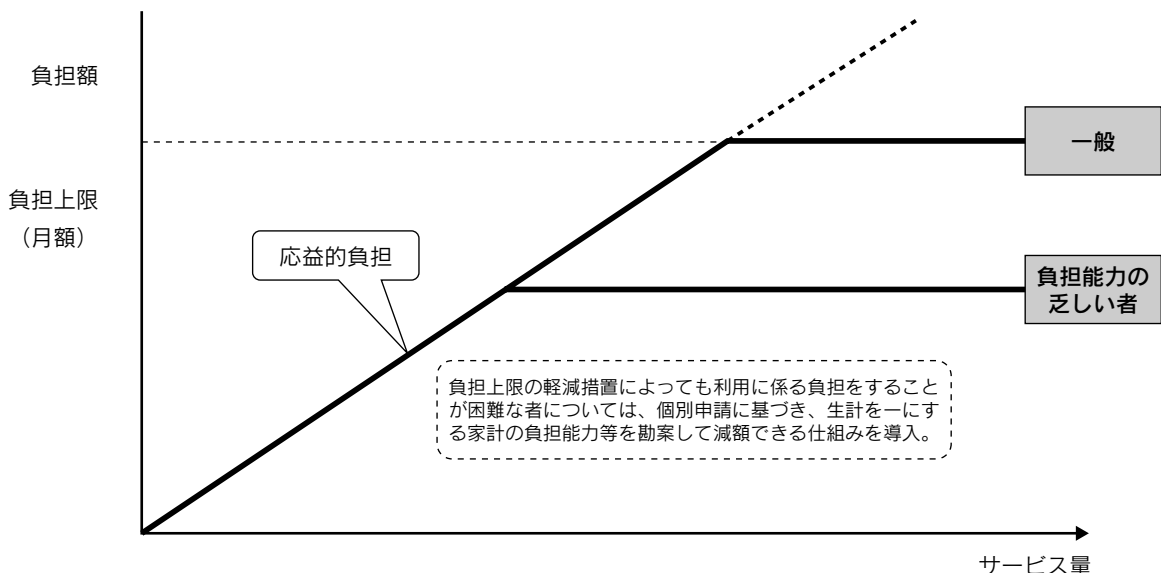 負担額
一般
負担上限
（月額）
応益的負担
負担能力の
乏しい者
負担上限の軽減措置によっても利用に係る負担をすること
が困難な者については、個別申請に基づき、生計を一にす
る家計の負担能力等を勘案して減額できる仕組みを導入。
サービス量